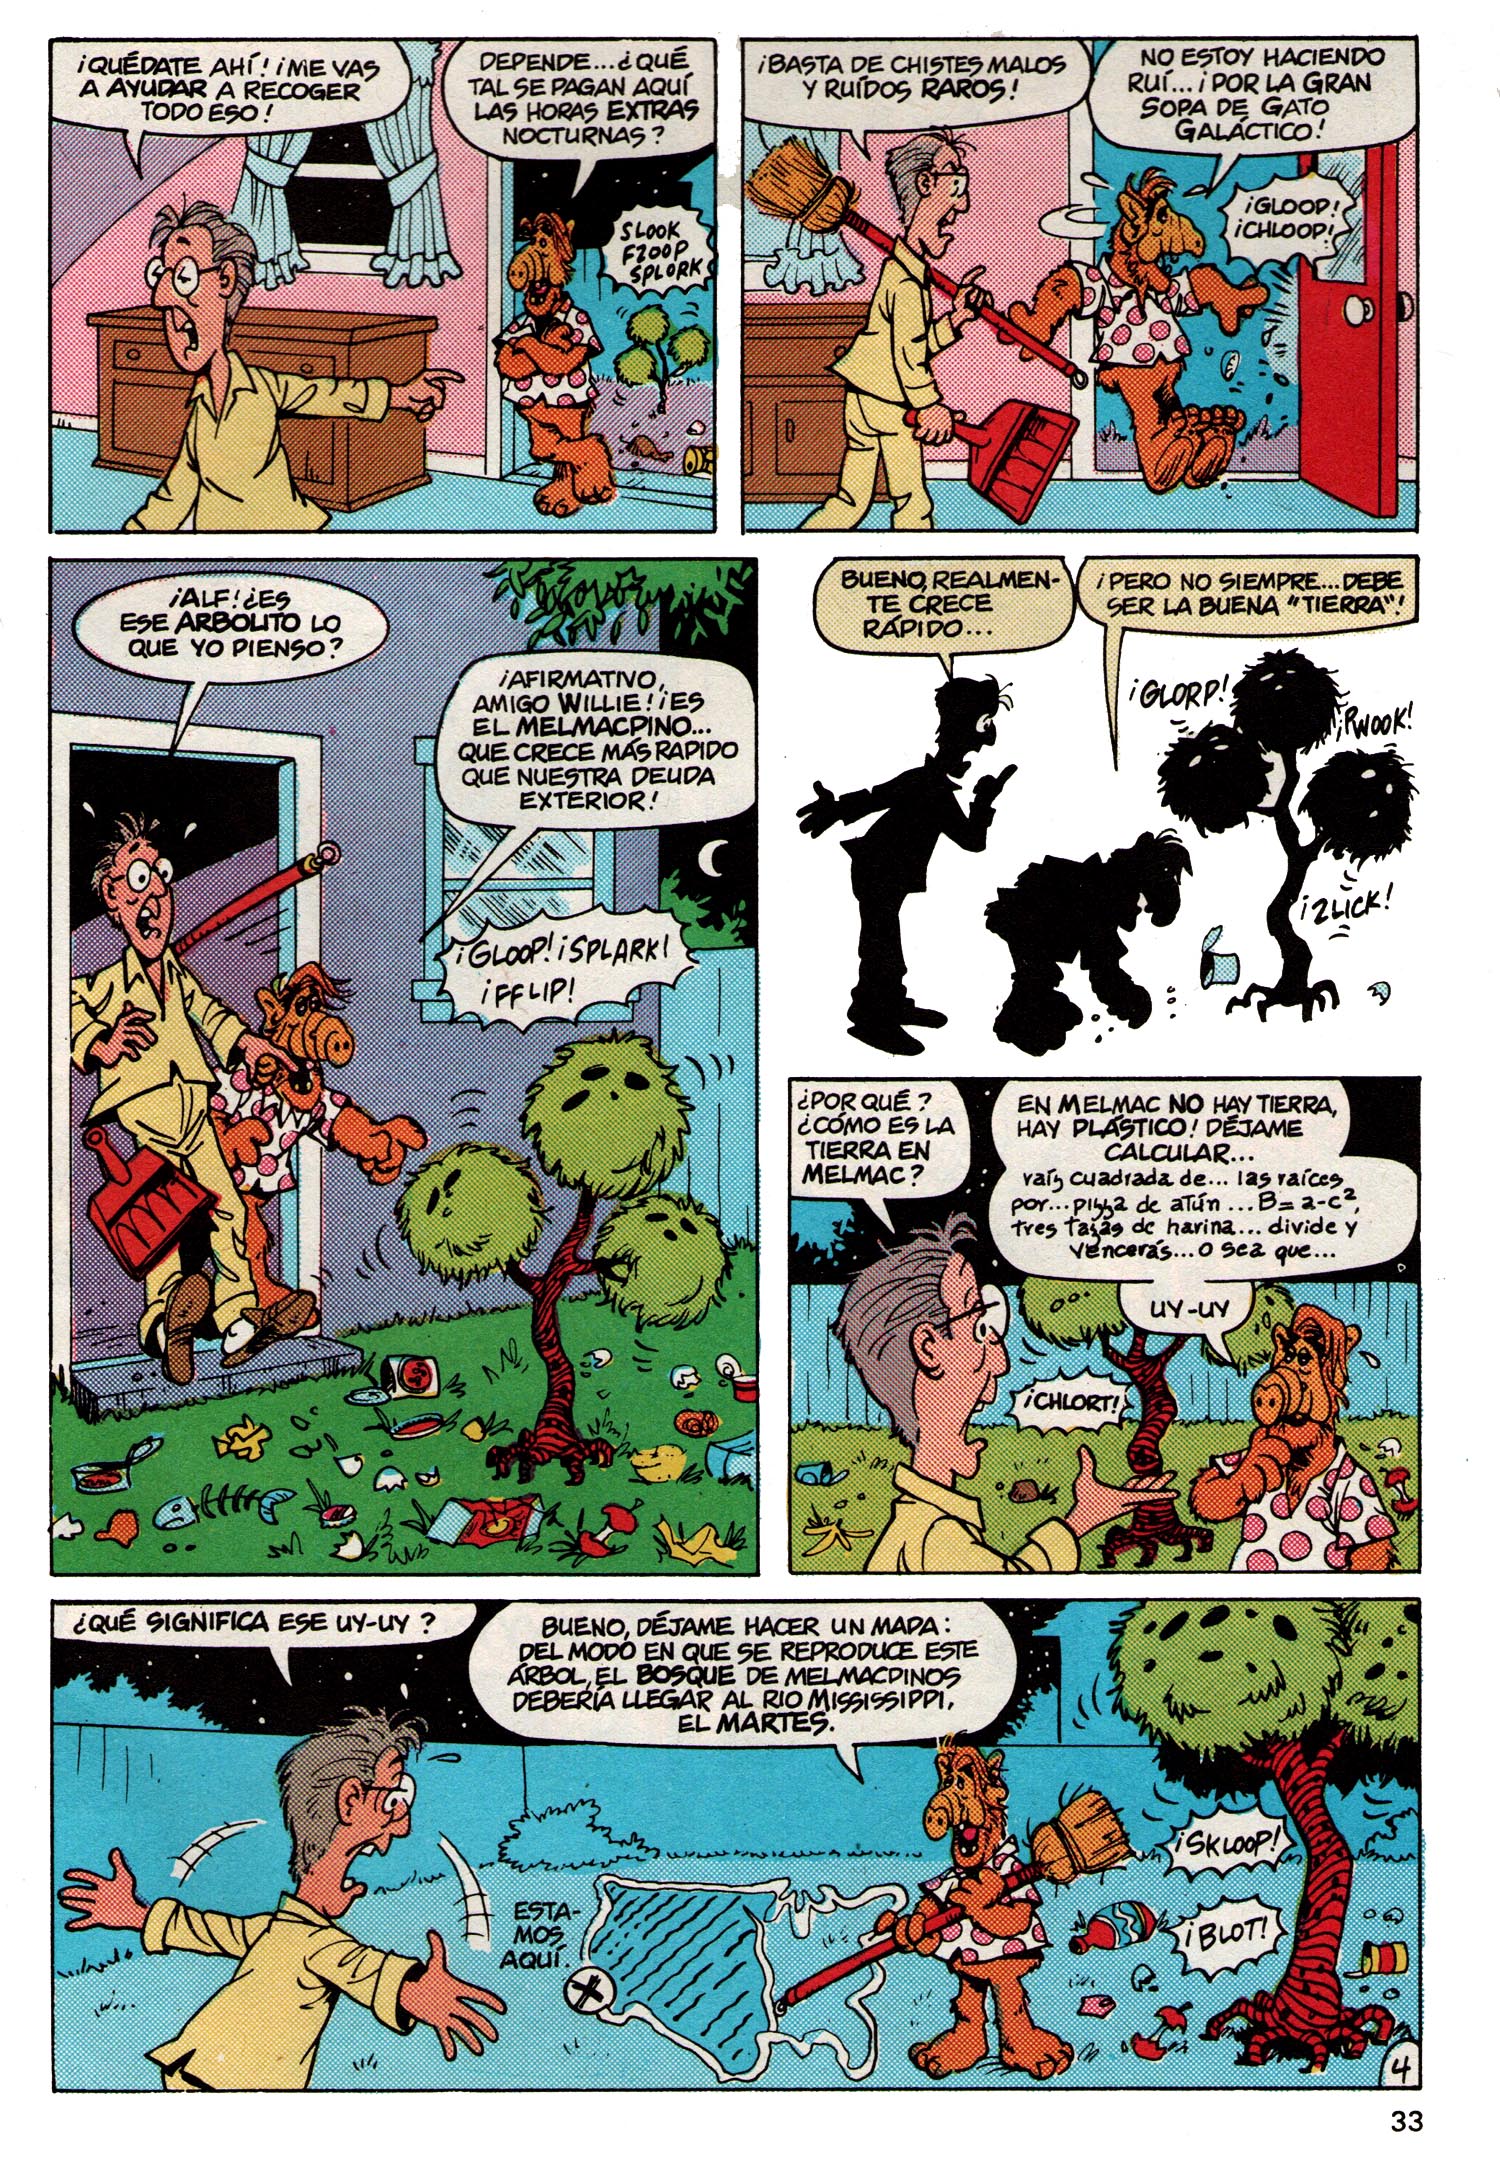 ¡QUÉDATE AHÍ! ¡ME VAS
A AYUDAR A RECOGER
TODO ESO!
DEPENDE...¿QUÉ
TAL SE PAGAN AQUÍ
LAS HORAS EXTRAS
NOCTURNAS?
SLOOK
FZOOP
SPLORK
¡BASTA DE CHISTES MALOS
Y RUÍDOS RAROS!
NO ESTOY HACIENDO
RUÍ...¡POR LA GRAN
SOPA DE GATO
GALÁCTICO!
¡GLOOP!
¡CHLOOP!
¡ALF! ¿ES
ESE ARBOLITO LO
QUE YO PIENSO?
¡AFIRMATIVO,
AMIGO WILLIE! ¡ES
EL MELMACPINO...
QUE CRECE MÁS RAPIDO
QUE NUESTRA DEUDA
EXTERIOR!
¡GLOOP! ¡SPLARK!
¡FFLIP!
BUENO, REALMEN-
TE CRECE
RÁPIDO...
¡PERO NO SIEMPRE...DEBE
SER LA BUENA "TIERRA"!
¡GLORP!
¡RWOOK!
¡ZLICK!
¿POR QUÉ?
¿CÓMO ES LA
TIERRA EN
MELMAC?
EN MELMAC NO HAY TIERRA,
HAY PLÁSTICO! DÉJAME
CALCULAR...
raíz cuadrada de... las raíces
por...pizza de atún ...B=a-c²,
tres tazas de harina... divide y
vencerás...o sea que...
UY-UY
¡CHLORT!
¿QUÉ SIGNIFICA ESE UY-UY?
BUENO, DÉJAME HACER UN MAPA:
DEL MODO EN QUE SE REPRODUCE ESTE
ÁRBOL, EL BOSQUE DE MELMACPINOS
DEBERÍA LLEGAR AL RIO MISSISSIPPI,
EL MARTES.
ESTA-
MOS
AQUÍ.
¡SKLOOP!
¡BLOT!
4
33